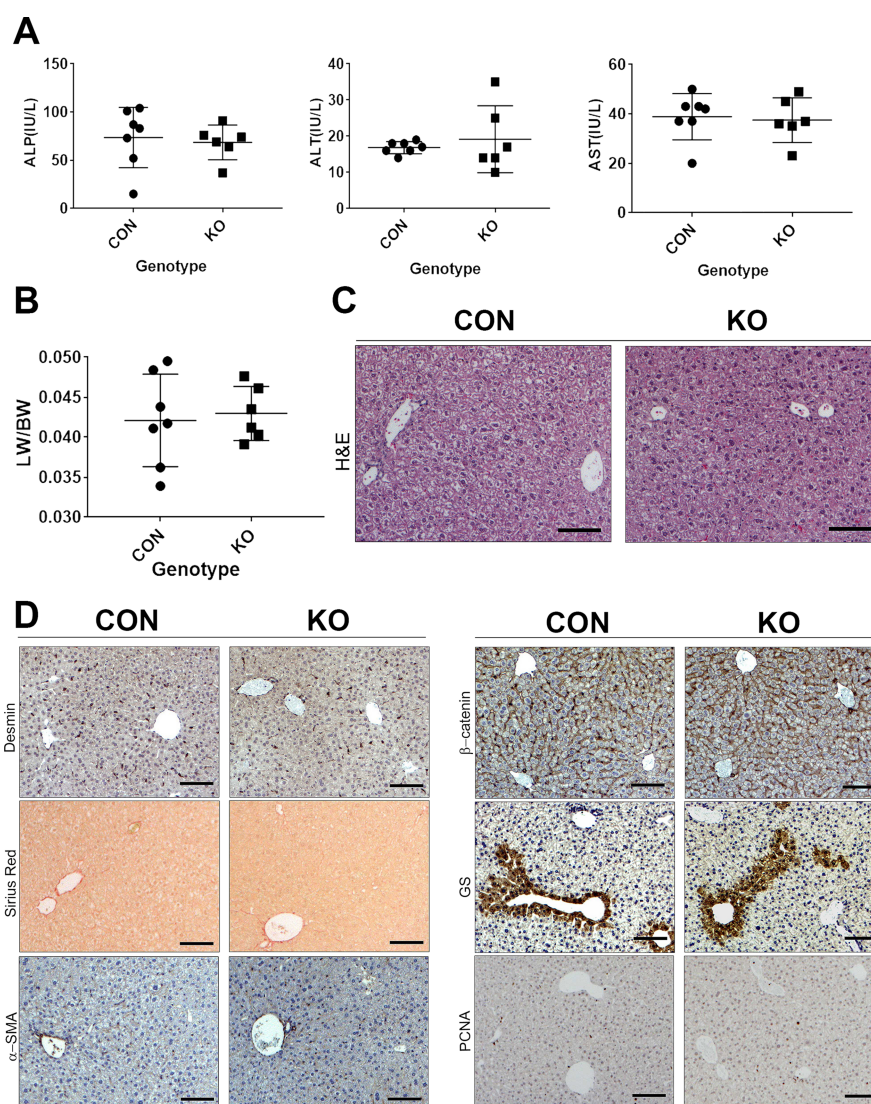 A
ALP(IU/L)
150
100
50
0
CON
KO
Genotype
ALT(IU/L)
40
30
20
10
0
CON
KO
Genotype
AST(IU/L)
60
40
20
0
CON
KO
Genotype
B
LW/BW
0.050
0.045
0.040
0.035
0.030
CON
KO
Genotype
C
CON
KO
H&E
D
CON
KO
Desmin
Sirius Red
α–SMA
CON
KO
β–catenin
GS
PCNA